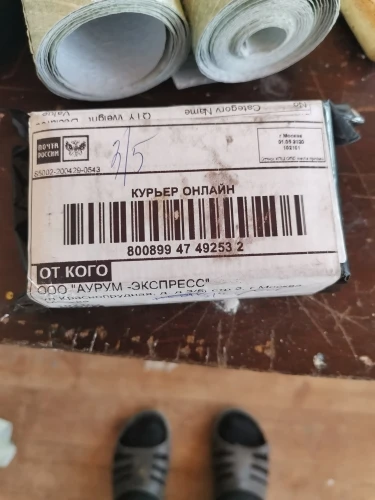 Category Name
QTY Weight
Value
ПОЧТА
РОССИИ
3/5
г Москва
КУРЬЕР ОНЛАЙН
800899 47 49253 2
ОТ КОГО
ООО "АУРУМ -ЭКСПРЕСС"